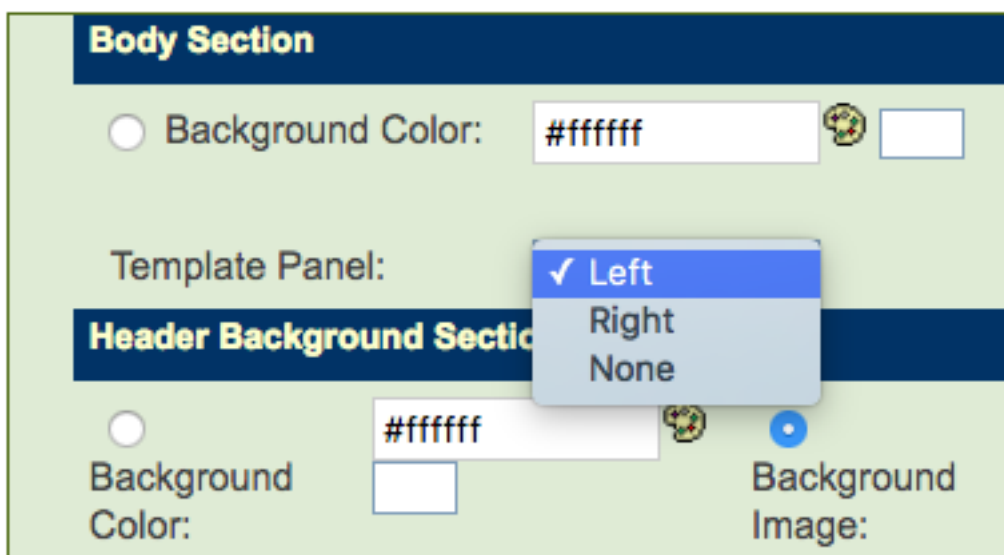 Body Section
Background Color: #ffffff
Template Panel: ✓ Left
Right
Header Background Sectio
None
#ffffff
Background Color:
Background Image: